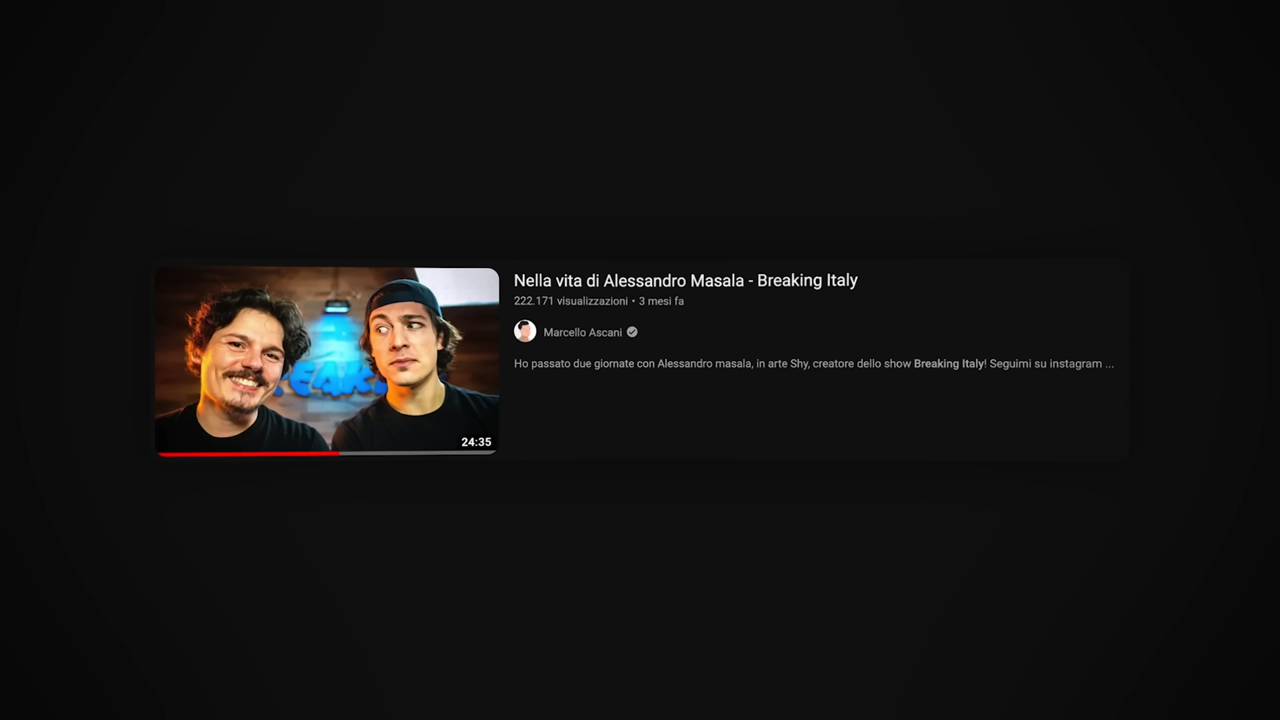 Nella vita di Alessandro Masala - Breaking Italy
222.171 visualizzazioni • 3 mesi fa
Marcello Ascani
Ho passato due giornate con Alessandro masala, in arte Shy, creatore dello show Breaking Italy! Seguimi su instagram ...
24:35